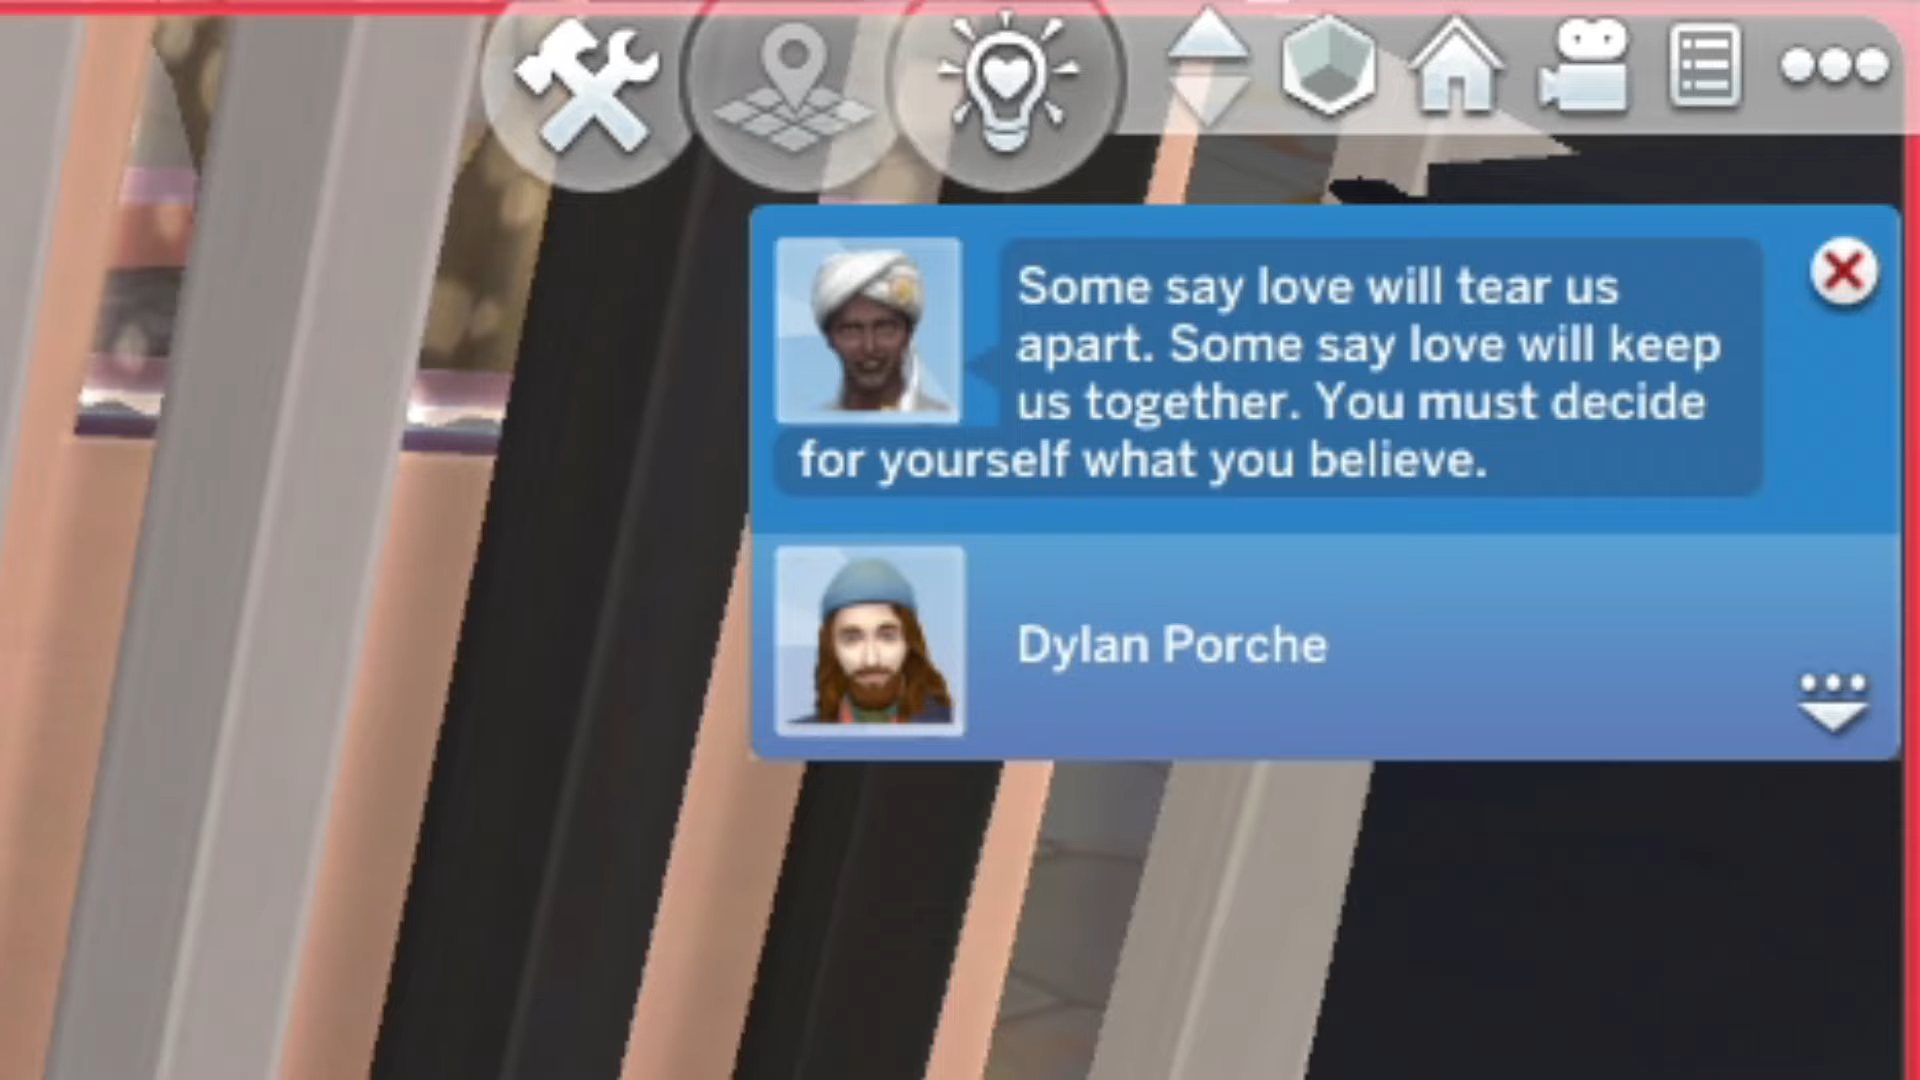 Some say love will tear us
apart. Some say love will keep
us together. You must decide
for yourself what you believe.
Dylan Porche